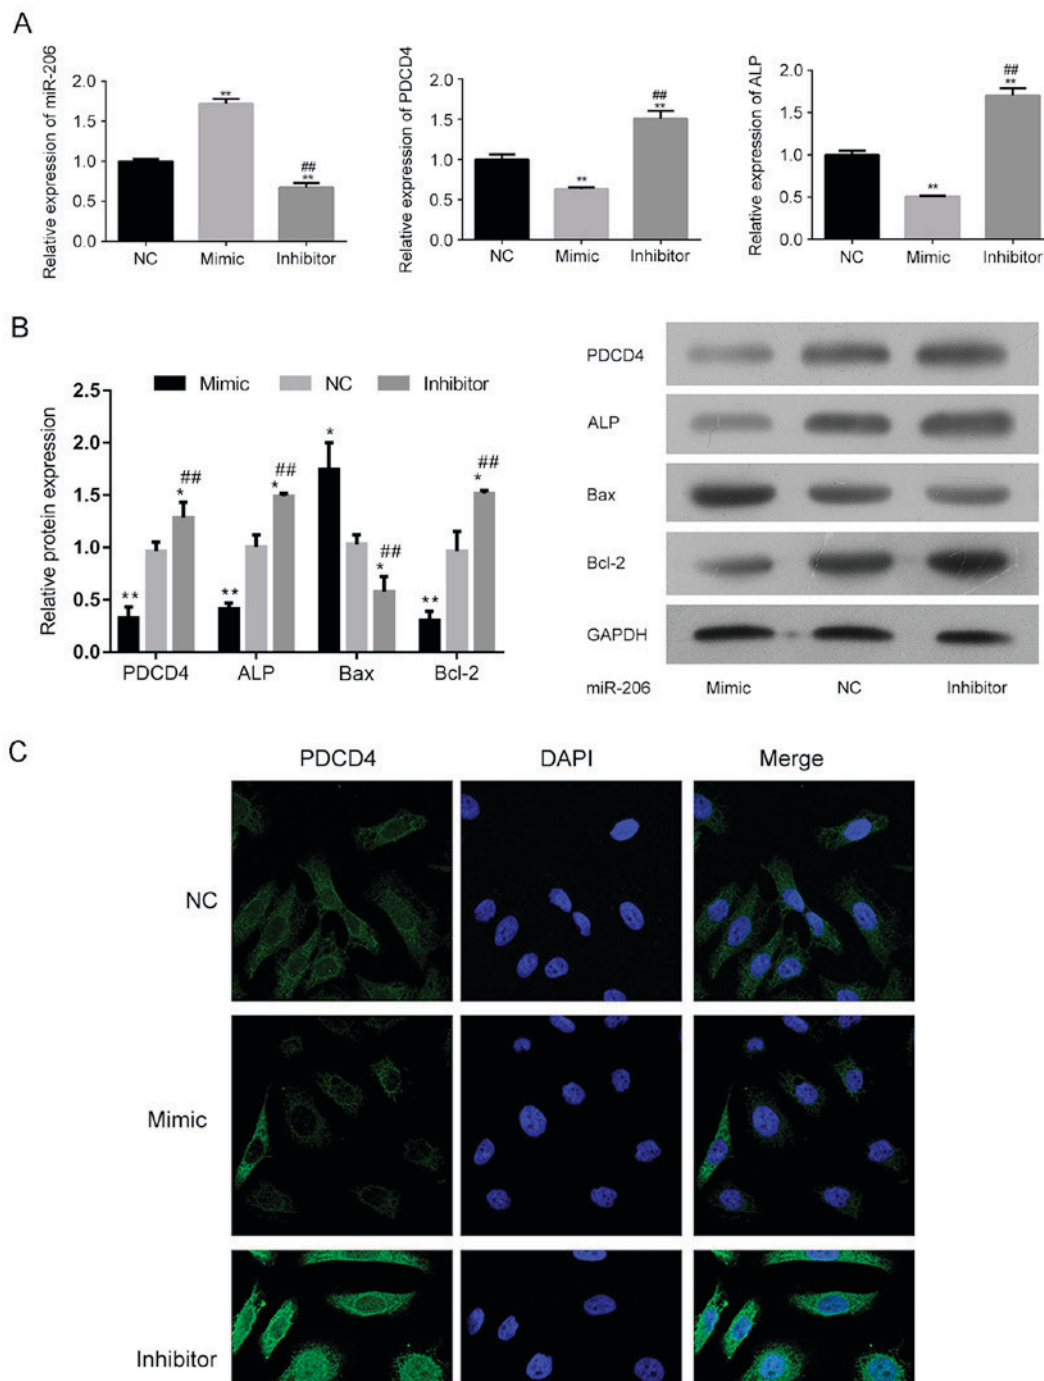 A
Relative expression of miR-206
2.0
1.5
1.0
0.5
0.0
**
##
**
NC Mimic Inhibitor
Relative expression of PDCD4
2.0
1.5
1.0
0.5
0.0
**
##
**
NC Mimic Inhibitor
Relative expression of ALP
2.0
1.5
1.0
0.5
0.0
**
##
**
NC Mimic Inhibitor
B
Mimic NC Inhibitor
Relative protein expression
2.5
2.0
1.5
1.0
0.5
0.0
** * ##
** * ##
* * ##
** * ##
PDCD4 ALP Bax Bcl-2
PDCD4
ALP
Bax
Bcl-2
GAPDH
miR-206 Mimic NC Inhibitor
C
PDCD4 DAPI Merge
NC
Mimic
Inhibitor